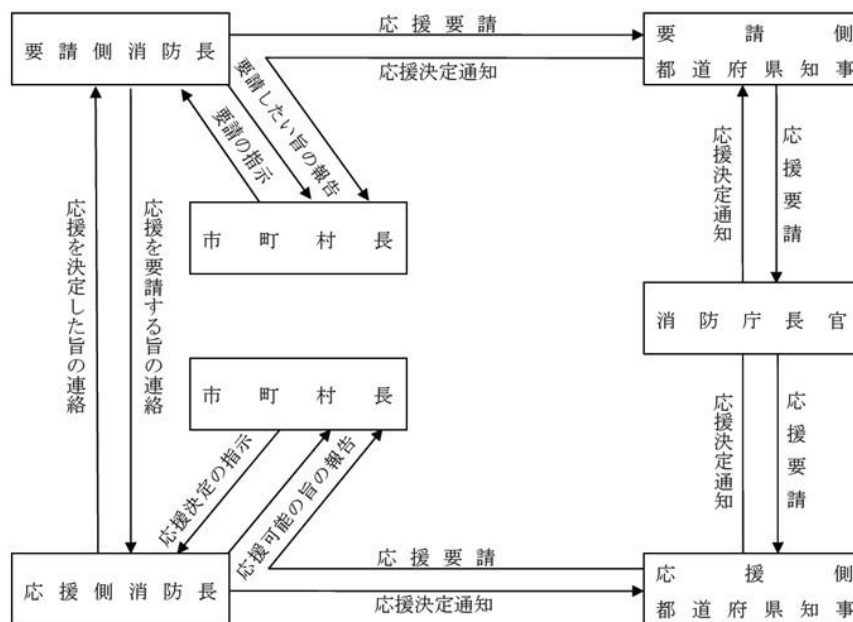 要請側消防長
応援要請
要請側
都道府県知事
応援決定通知
要請したい旨の報告
要請の指示
市町村長
応援決定通知
応援要請
応援を決定した旨の連絡
応援を要請する旨の連絡
消防庁長官
市町村長
応援決定の指示
応援可能の旨の報告
応援決定通知
応援要請
応援側消防長
応援要請
応援決定通知
応援側
都道府県知事